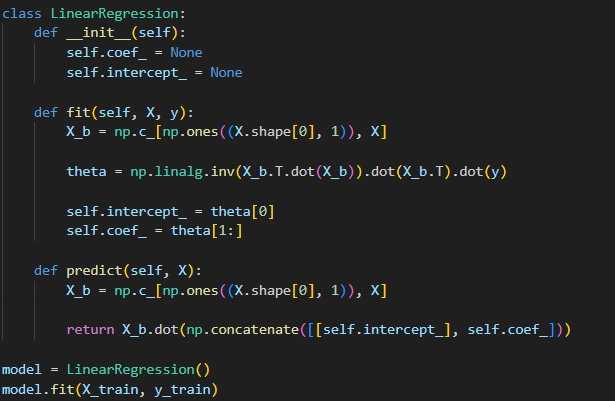 class LinearRegression:
    def __init__(self):
        self.coef_ = None
        self.intercept_ = None
    def fit(self, X, y):
        X_b = np.c_[np.ones((X.shape[0], 1)), X]
        theta = np.linalg.inv(X_b.T.dot(X_b)).dot(X_b.T).dot(y)
        self.intercept_ = theta[0]
        self.coef_ = theta[1:]
    def predict(self, X):
        X_b = np.c_[np.ones((X.shape[0], 1)), X]
        return X_b.dot(np.concatenate([[self.intercept_], self.coef_]))
model = LinearRegression()
model.fit(X_train, y_train)